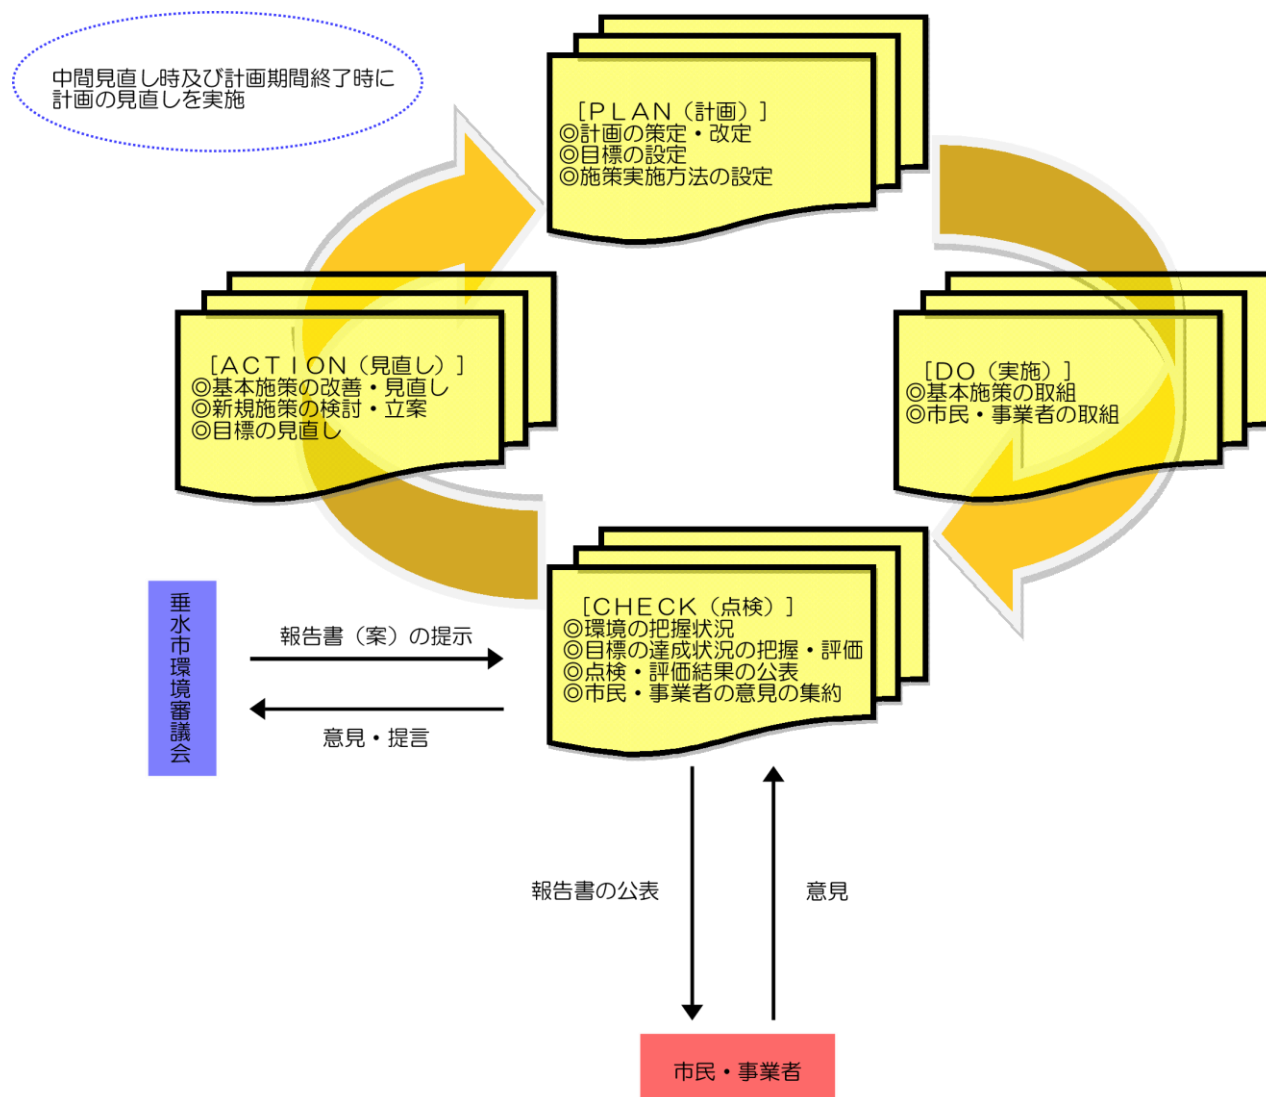 中間見直し時及び計画期間終了時に
計画の見直しを実施
［ＰＬＡＮ（計画）］
◎計画の策定・改定
◎目標の設定
◎施策実施方法の設定
［ＡＣＴＩＯＮ（見直し）］
◎基本施策の改善・見直し
◎新規施策の検討・立案
◎目標の見直し
［ＤＯ（実施）］
◎基本施策の取組
◎市民・事業者の取組
［ＣＨＥＣＫ（点検）］
◎環境の把握状況
◎目標の達成状況の把握・評価
◎点検・評価結果の公表
◎市民・事業者の意見の集約
垂水市環境審議会
報告書（案）の提示
意見・提言
報告書の公表
意見
市民・事業者